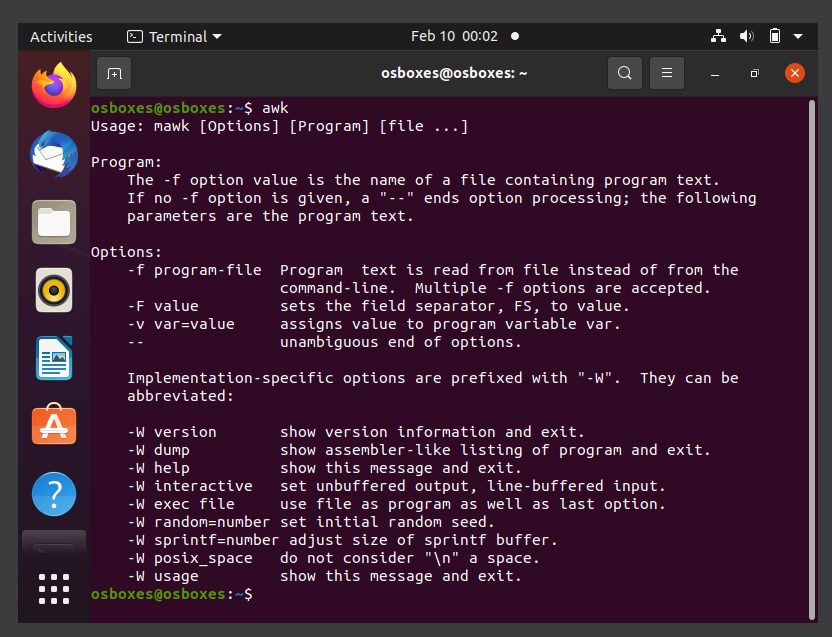 Activities Terminal Feb 10 00:02
osboxes@osboxes: ~
osboxes@osboxes:~$ awk
Usage: mawk [Options] [Program] [file ...]
Program:
The -f option value is the name of a file containing program text.
If no -f option is given, a "--" ends option processing; the following
parameters are the program text.
Options:
-f program-file Program  text is read from file instead of from the
command-line.  Multiple -f options are accepted.
-F value sets the field separator, FS, to value.
-v var=value assigns value to program variable var.
-- unambiguous end of options.
Implementation-specific options are prefixed with "-W".  They can be
abbreviated:
-W version show version information and exit.
-W dump show assembler-like listing of program and exit.
-W help show this message and exit.
-W interactive set unbuffered output, line-buffered input.
-W exec file use file as program as well as last option.
-W random=number set initial random seed.
-W sprintf=number adjust size of sprintf buffer.
-W posix_space do not consider "\n" a space.
-W usage show this message and exit.
osboxes@osboxes:~$